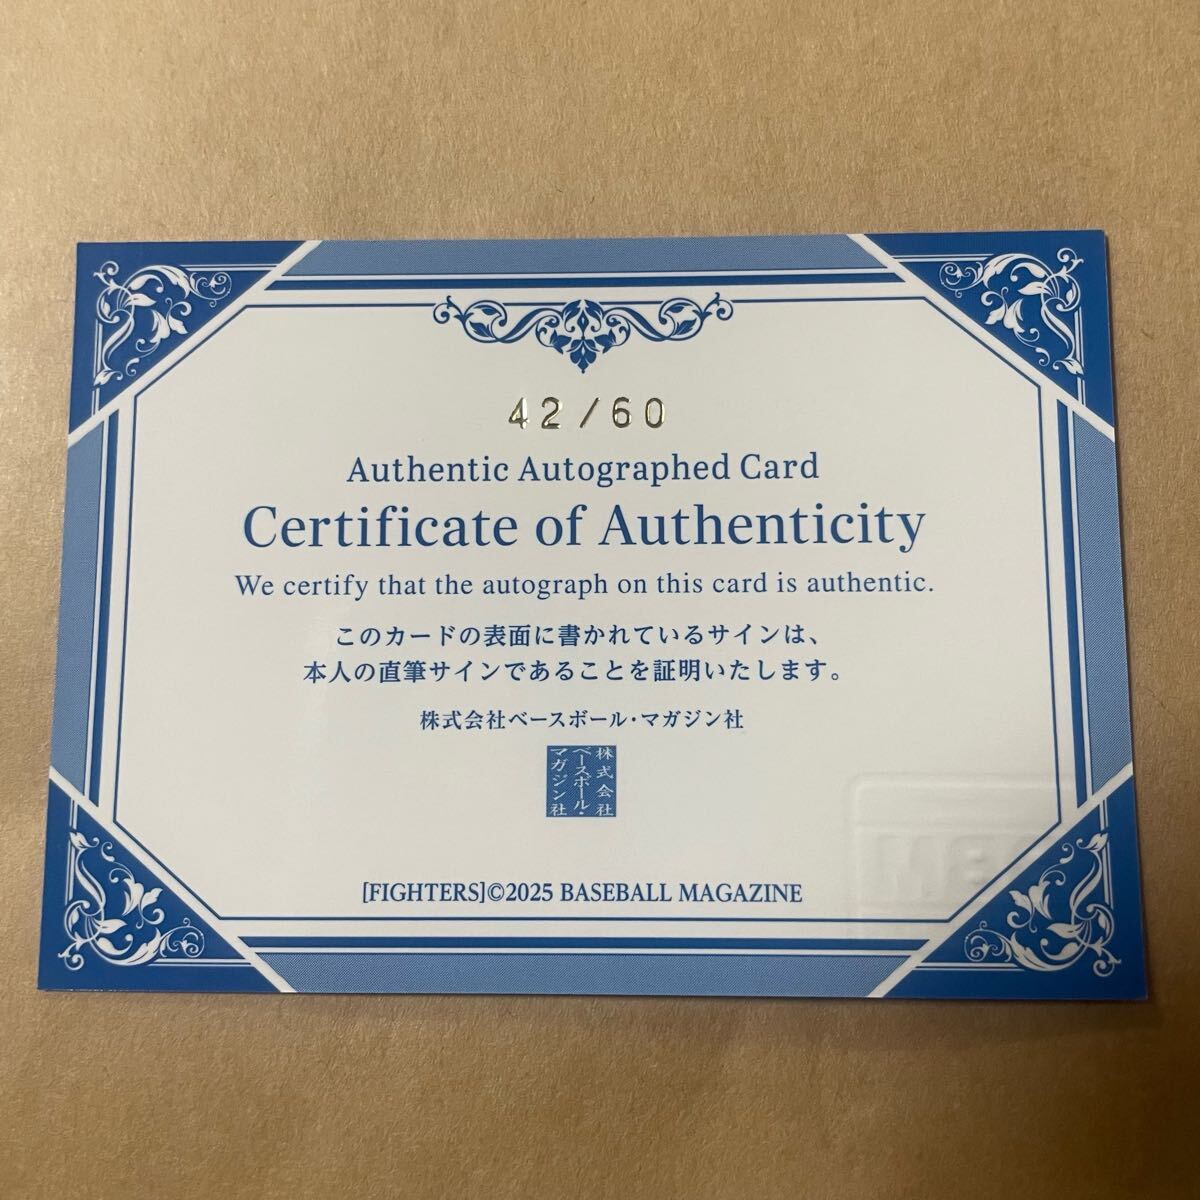 42/60
Authentic Autographed Card
Certificate of Authenticity
We certify that the autograph on this card is authentic.
このカードの表面に書かれているサインは、
本人の直筆サインであることを証明いたします。
株式会社ベースボール・マガジン社
株式会社
ベースボール・
マガジン社
[FIGHTERS]©2025 BASEBALL MAGAZINE